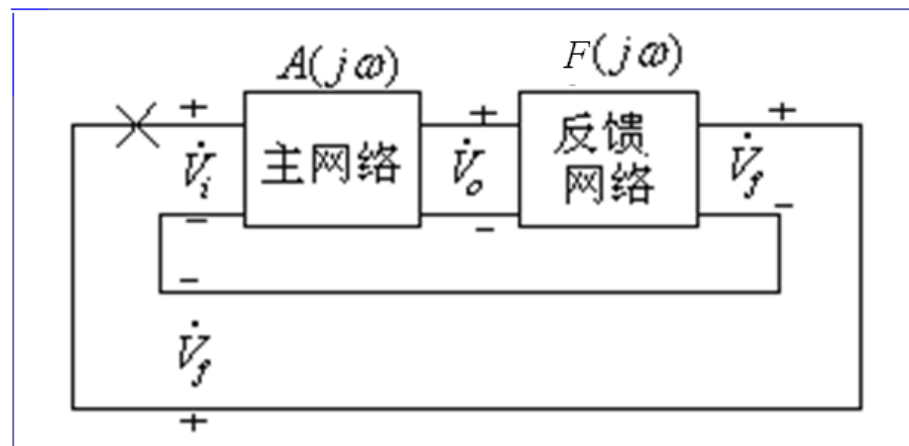 A(jω) F(jω)
+ + +
主网络 反馈
网络
V̇i V̇o V̇f
− − −
−
V̇f
+